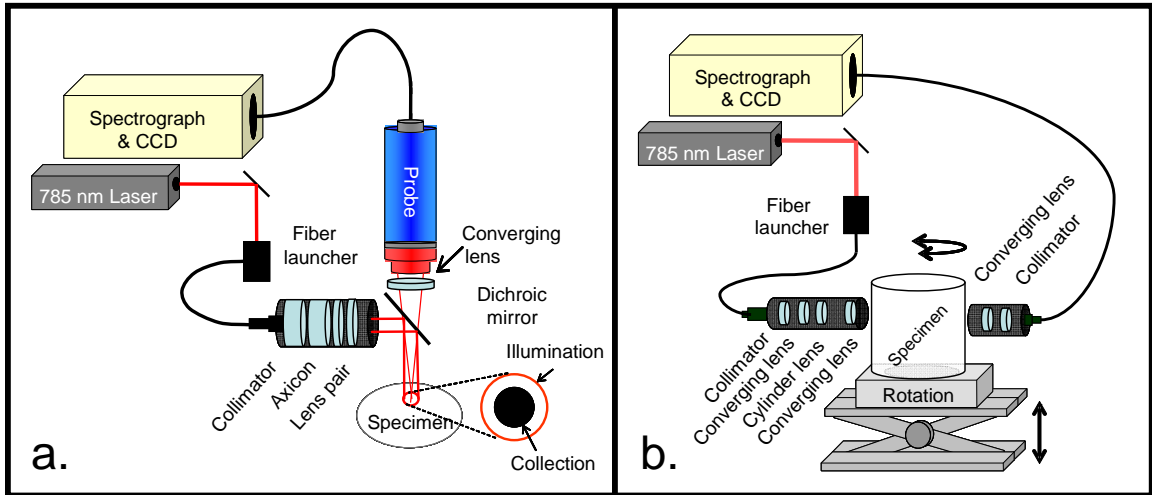 Spectrograph
& CCD
785 nm Laser
Fiber
launcher
Probe
Converging
lens
Dichroic
mirror
Illumination
Collimator
Axicon
Lens pair
Specimen
Collection
a.
Spectrograph
& CCD
785 nm Laser
Fiber
launcher
Converging lens
Collimator
Collimator
Converging lens
Cylinder lens
Converging lens
Specimen
Rotation
b.